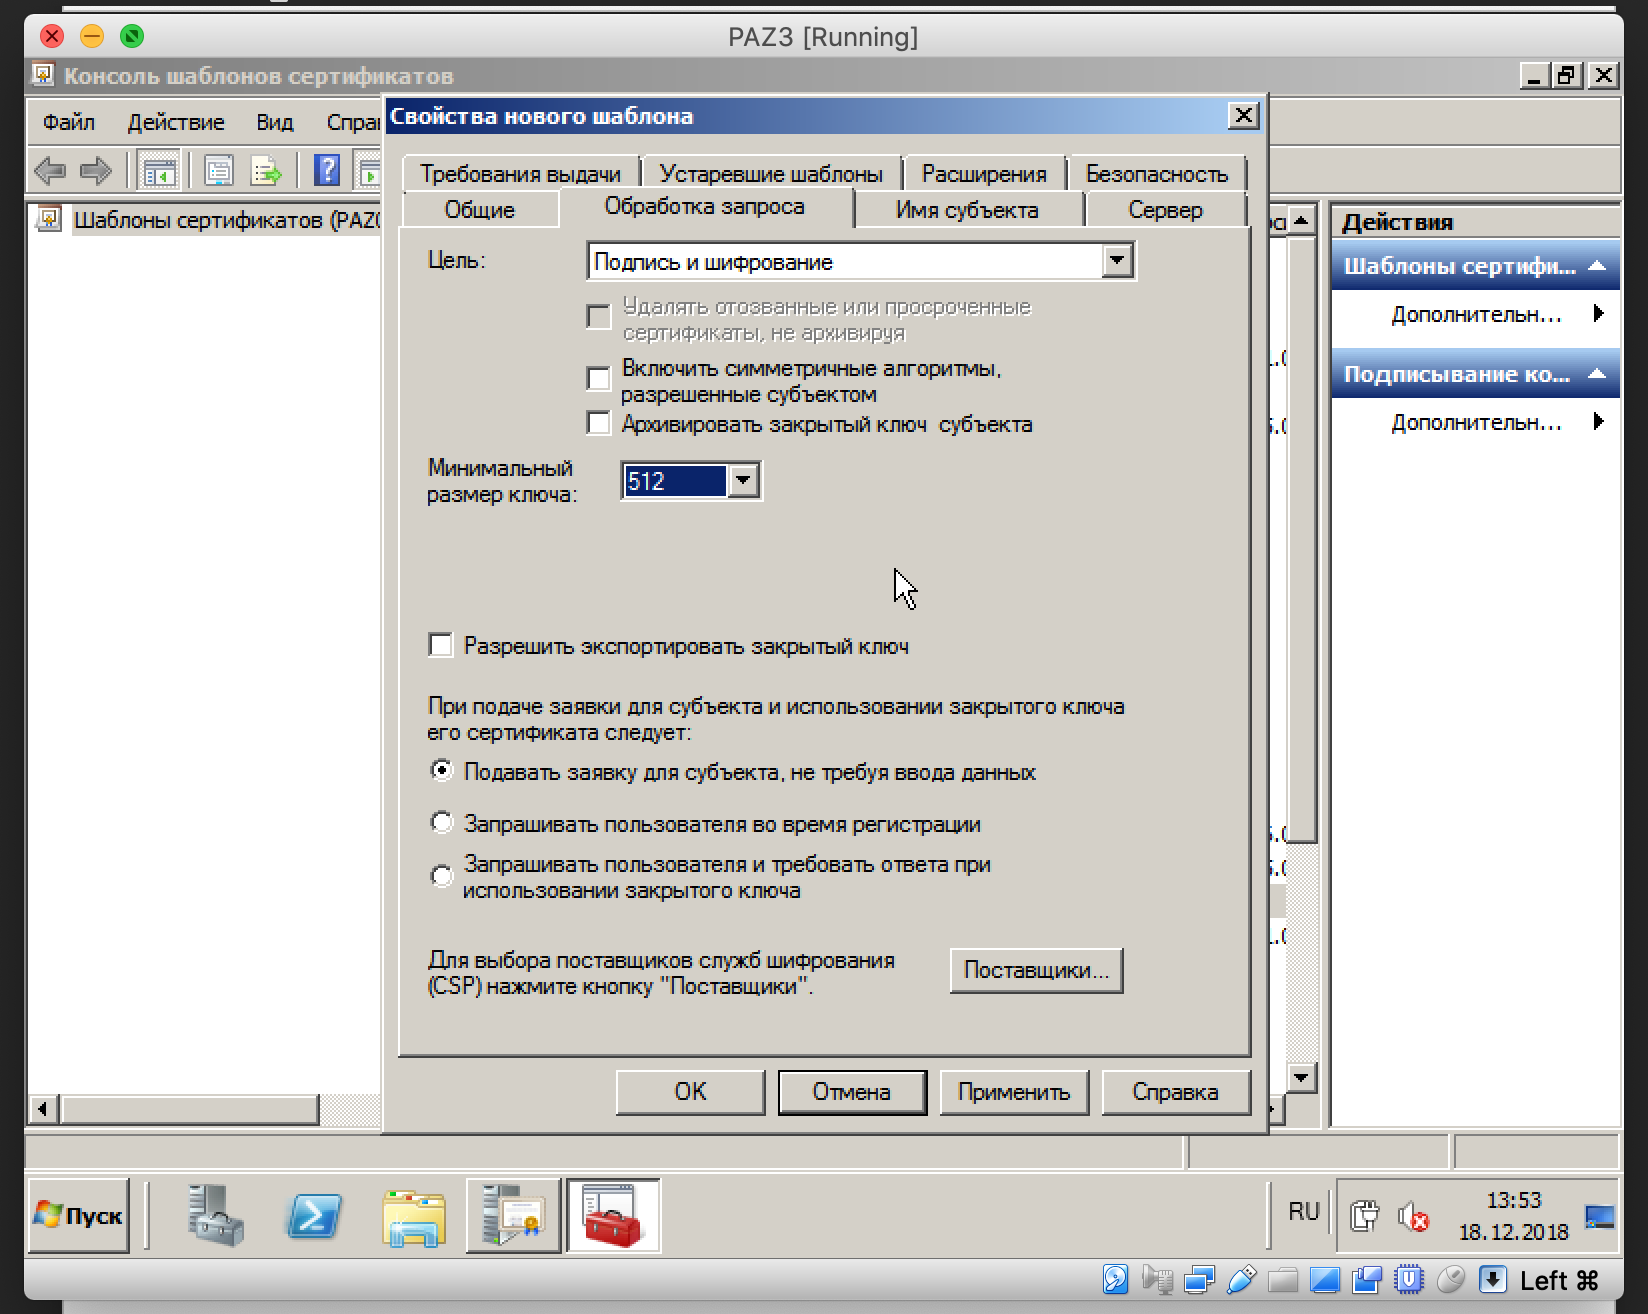 PAZ3 [Running]
Консоль шаблонов сертификатов
Файл Действие Вид
Свойства нового шаблона
Шаблоны сертификатов
Требования выдачи Устаревшие шаблоны Расширения Безопасность
Общие Обработка запроса Имя субъекта Сервер
Цель: Подпись и шифрование
Удалять отозванные или просроченные
сертификаты, не архивируя
Включить симметричные алгоритмы,
разрешенные субъектом
Архивировать закрытый ключ субъекта
Минимальный
размер ключа: 512
Разрешить экспортировать закрытый ключ
При подаче заявки для субъекта и использовании закрытого ключа
его сертификата следует:
Подавать заявку для субъекта, не требуя ввода данных
Запрашивать пользователя во время регистрации
Запрашивать пользователя и требовать ответа при
использовании закрытого ключа
Для выбора поставщиков служб шифрования
(CSP) нажмите кнопку "Поставщики".
Поставщики...
ОК Отмена Применить Справка
Действия
Шаблоны сертифи...
Дополнительн...
Подписывание ко...
Дополнительн...
Пуск
RU
13:53
18.12.2018
Left ⌘